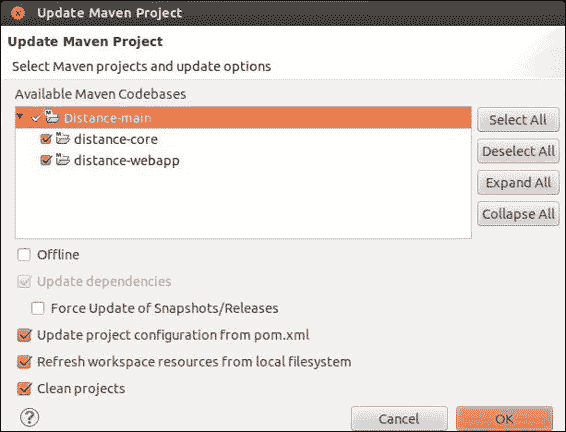 Update Maven Project
Update Maven Project
Select Maven projects and update options
Available Maven Codebases
Distance-main
distance-core
distance-webapp
Select All
Deselect All
Expand All
Collapse All
Offline
Update dependencies
Force Update of Snapshots/Releases
Update project configuration from pom.xml
Refresh workspace resources from local filesystem
Clean projects
Cancel
OK